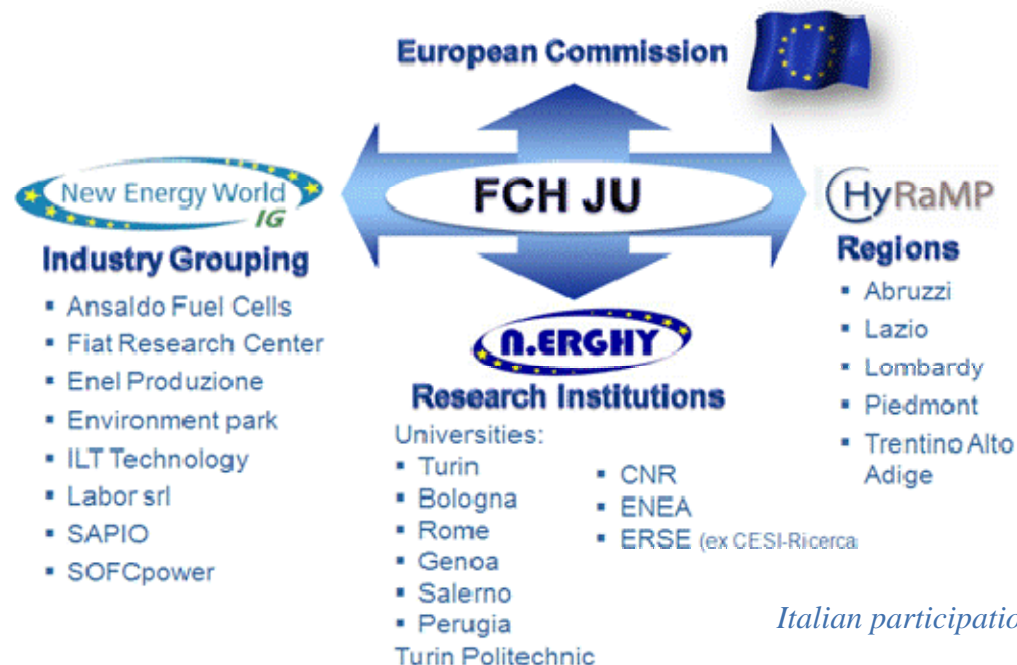 European Commission
FCH JU
New Energy World
IG
Industry Grouping
▪ Ansaldo Fuel Cells
▪ Fiat Research Center
▪ Enel Produzione
▪ Environment park
▪ ILT Technology
▪ Labor srl
▪ SAPIO
▪ SOFCpower
n.ERGHY
Research Institutions
Universities:
▪ Turin
▪ Bologna
▪ Rome
▪ Genoa
▪ Salerno
▪ Perugia
Turin Politechnic
▪ CNR
▪ ENEA
▪ ERSE (ex CESI-Ricerca
HyRaMP
Regions
▪ Abruzzi
▪ Lazio
▪ Lombardy
▪ Piedmont
▪ Trentino Alto
Adige
Italian participatio